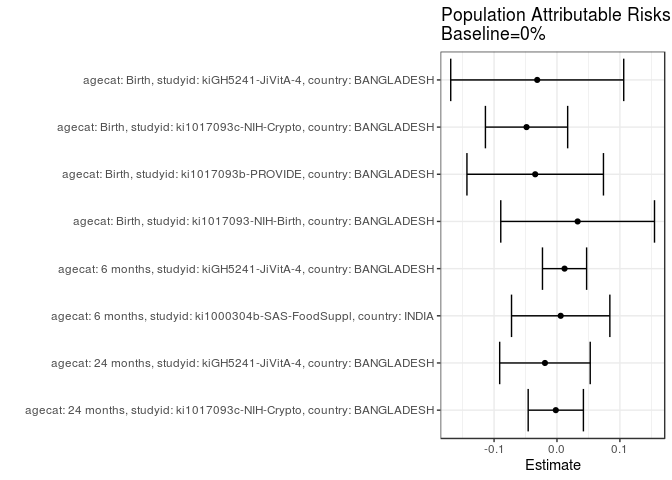 Population Attributable Risks
Baseline=0%
agecat: Birth, studyid: kiGH5241-JiVitA-4, country: BANGLADESH
agecat: Birth, studyid: ki1017093c-NIH-Crypto, country: BANGLADESH
agecat: Birth, studyid: ki1017093b-PROVIDE, country: BANGLADESH
agecat: Birth, studyid: ki1017093-NIH-Birth, country: BANGLADESH
agecat: 6 months, studyid: kiGH5241-JiVitA-4, country: BANGLADESH
agecat: 6 months, studyid: ki1000304b-SAS-FoodSuppl, country: INDIA
agecat: 24 months, studyid: kiGH5241-JiVitA-4, country: BANGLADESH
agecat: 24 months, studyid: ki1017093c-NIH-Crypto, country: BANGLADESH
-0.1 0.0 0.1
Estimate